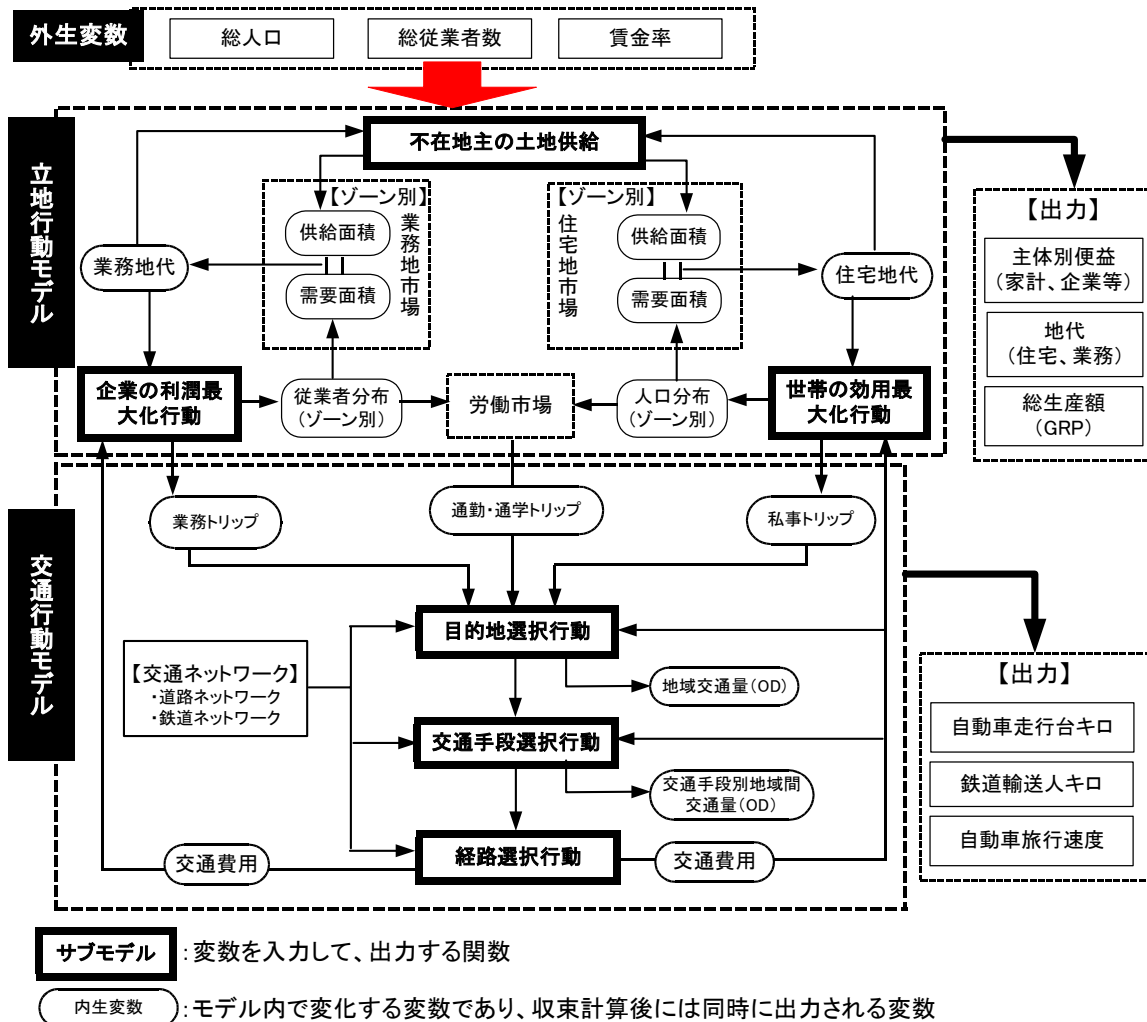 外生変数
総人口
総従業者数
賃金率
立地行動モデル
不在地主の土地供給
【ゾーン別】
業務地市場
供給面積
需要面積
【ゾーン別】
住宅地市場
供給面積
需要面積
業務地代
住宅地代
企業の利潤最
大化行動
従業者分布
(ゾーン別)
労働市場
人口分布
(ゾーン別)
世帯の効用最
大化行動
【出力】
主体別便益
(家計、企業等)
地代
(住宅、業務)
総生産額
(GRP)
交通行動モデル
業務トリップ
通勤・通学トリップ
私事トリップ
目的地選択行動
【交通ネットワーク】
・道路ネットワーク
・鉄道ネットワーク
地域交通量(OD)
交通手段選択行動
交通手段別地域間
交通量(OD)
経路選択行動
交通費用
交通費用
【出力】
自動車走行台キロ
鉄道輸送人キロ
自動車旅行速度
サブモデル
:変数を入力して、出力する関数
内生変数
:モデル内で変化する変数であり、収束計算後には同時に出力される変数